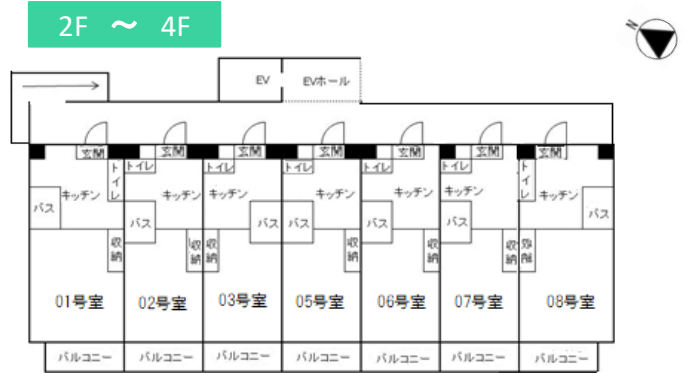 2F ～ 4F
N
EV
EVホール
玄関
玄関
玄関
玄関
玄関
玄関
玄関
トイレ
トイレ
トイレ
トイレ
トイレ
トイレ
トイレ
キッチン
キッチン
キッチン
キッチン
キッチン
キッチン
キッチン
バス
バス
バス
バス
バス
バス
バス
収納
収納
収納
収納
収納
収納
01号室
02号室
03号室
05号室
06号室
07号室
08号室
バルコニー
バルコニー
バルコニー
バルコニー
バルコニー
バルコニー
バルコニー